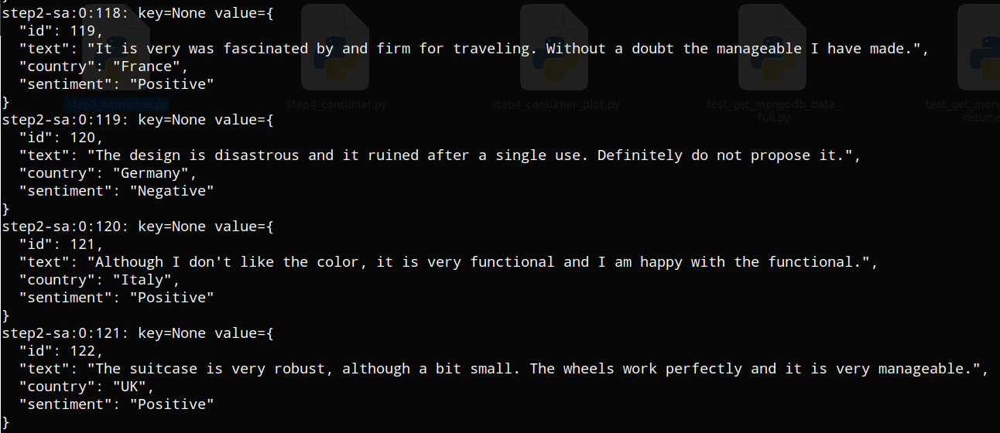 step2-sa:0:118: key=None value={
  "id": 119,
  "text": "It is very was fascinated by and firm for traveling. Without a doubt the manageable I have made.",
  "country": "France",
  "sentiment": "Positive"
}
step3_consumer.py
step4_consumer.py
step4_consumer_plot.py
test_get_mongodb_data_
full.py
test_get_mon
resume
step2-sa:0:119: key=None value={
  "id": 120,
  "text": "The design is disastrous and it ruined after a single use. Definitely do not propose it.",
  "country": "Germany",
  "sentiment": "Negative"
}
step2-sa:0:120: key=None value={
  "id": 121,
  "text": "Although I don't like the color, it is very functional and I am happy with the functional.",
  "country": "Italy",
  "sentiment": "Positive"
}
step2-sa:0:121: key=None value={
  "id": 122,
  "text": "The suitcase is very robust, although a bit small. The wheels work perfectly and it is very manageable.",
  "country": "UK",
  "sentiment": "Positive"
}